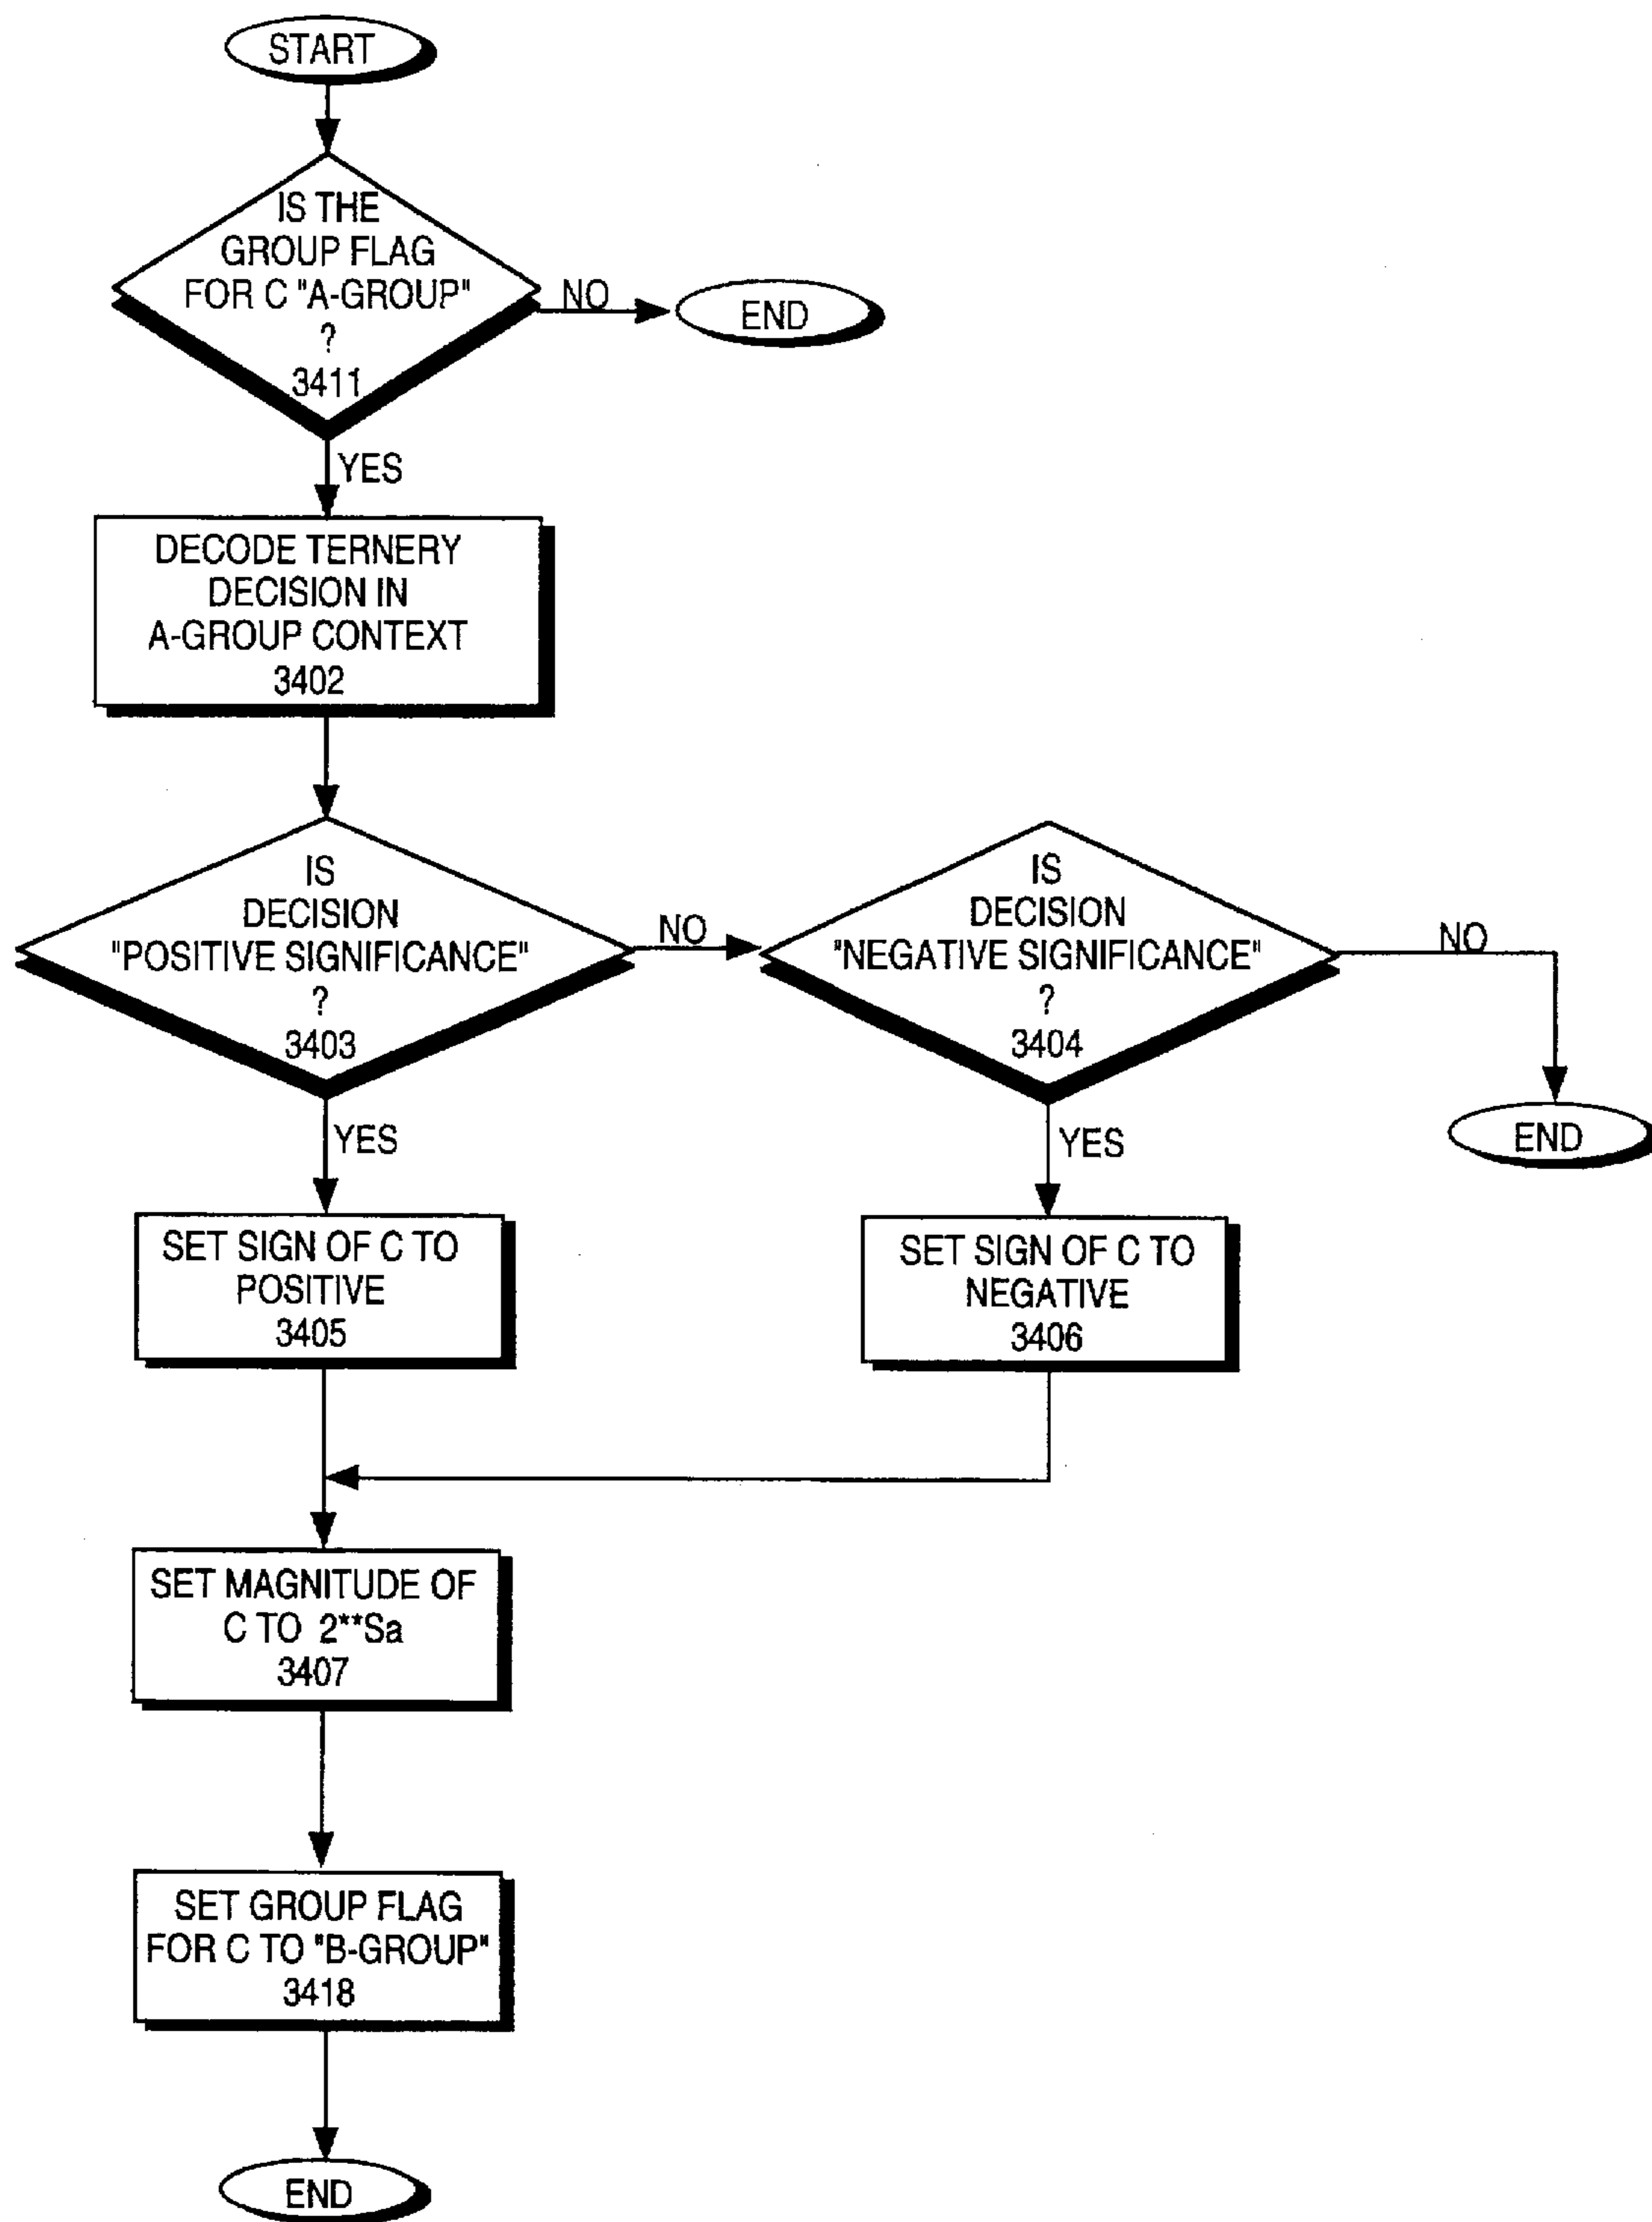 START
IS THE
GROUP FLAG
FOR C "A-GROUP"
?
3411
NO
END
YES
DECODE TERNERY
DECISION IN
A-GROUP CONTEXT
3402
IS
DECISION
"POSITIVE SIGNIFICANCE"
?
3403
NO
IS
DECISION
"NEGATIVE SIGNIFICANCE"
?
3404
NO
END
YES
YES
SET SIGN OF C TO
POSITIVE
3405
SET SIGN OF C TO
NEGATIVE
3406
SET MAGNITUDE OF
C TO 2**Sa
3407
SET GROUP FLAG
FOR C TO "B-GROUP"
3418
END